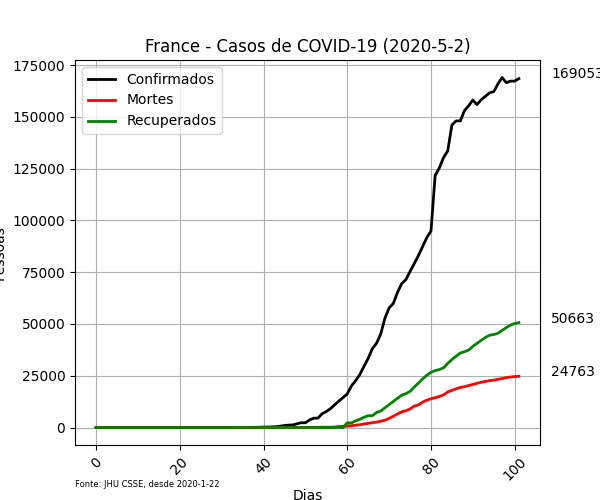 France - Casos de COVID-19 (2020-5-2)
Confirmados
Mortes
Recuperados
175000
150000
125000
100000
75000
50000
25000
0
169053
50663
24763
0
20
40
60
80
100
Fonte: JHU CSSE, desde 2020-1-22
Dias